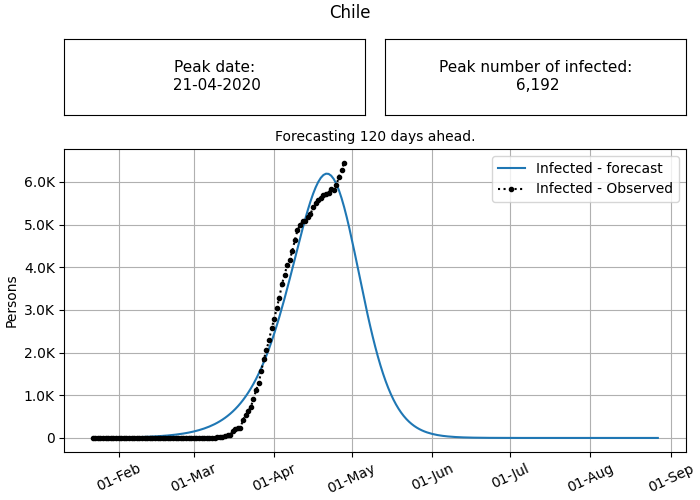 Chile
Peak date:
21-04-2020
Peak number of infected:
6,192
Forecasting 120 days ahead.
Infected - forecast
Infected - Observed
Persons
6.0K
5.0K
4.0K
3.0K
2.0K
1.0K
0
01-Feb
01-Mar
01-Apr
01-May
01-Jun
01-Jul
01-Aug
01-Sep